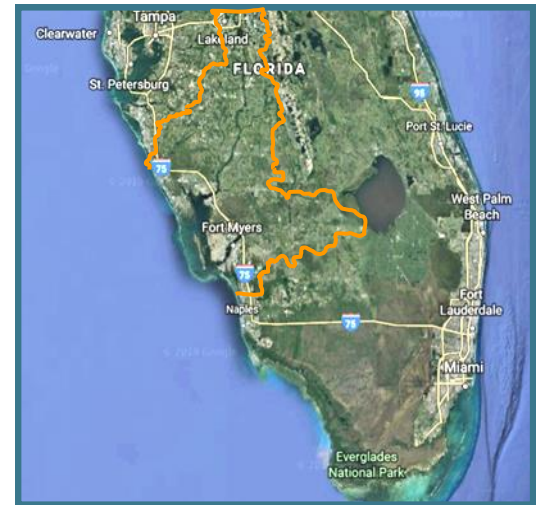 Tampa
Clearwater
Lakeland
FLORIDA
St. Petersburg
95
Port St. Lucie
75
West Palm
Beach
Fort Myers
75
Fort
Lauderdale
Naples
75
Miami
Everglades
National Park